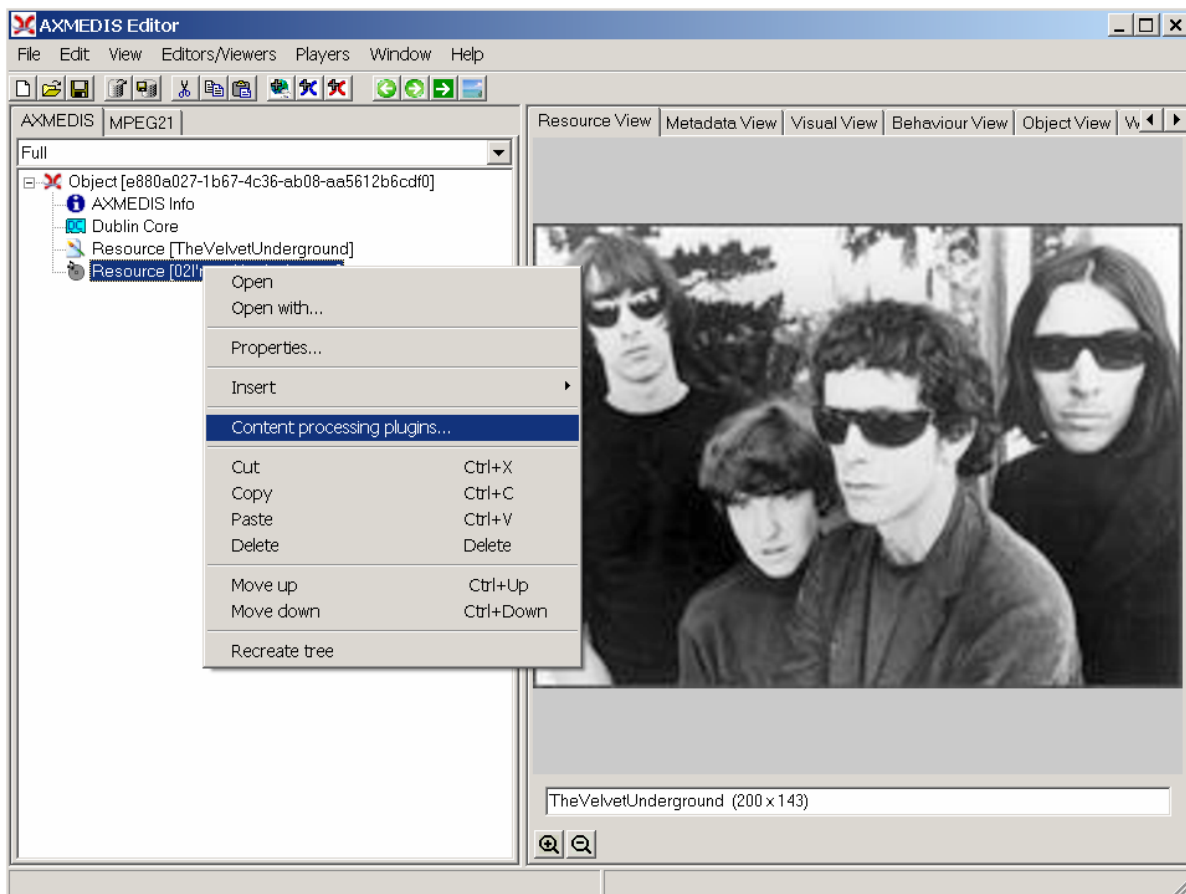 AXMEDIS Editor
File Edit View Editors/Viewers Players Window Help
AXMEDIS MPEG21
Resource View Metadata View Visual View Behaviour View Object View
Full
Object [e880a027-1b67-4c36-ab08-aa5612b6cdf0]
AXMEDIS Info
DC Dublin Core
Resource [TheVelvetUnderground]
Resource [02I'
Open
Open with...
Properties...
Insert
Content processing plugins...
Cut Ctrl+X
Copy Ctrl+C
Paste Ctrl+V
Delete Delete
Move up Ctrl+Up
Move down Ctrl+Down
Recreate tree
TheVelvetUnderground (200 x 143)